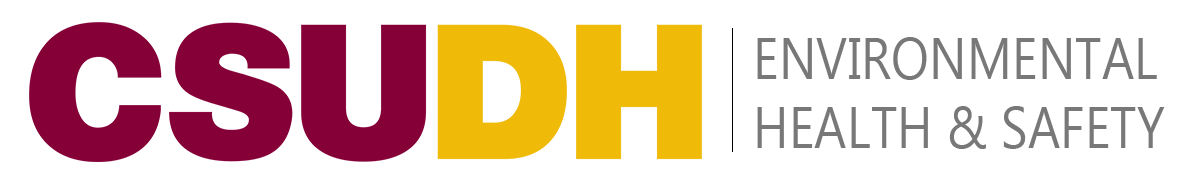 CSUDH
ENVIRONMENTAL
HEALTH & SAFETY